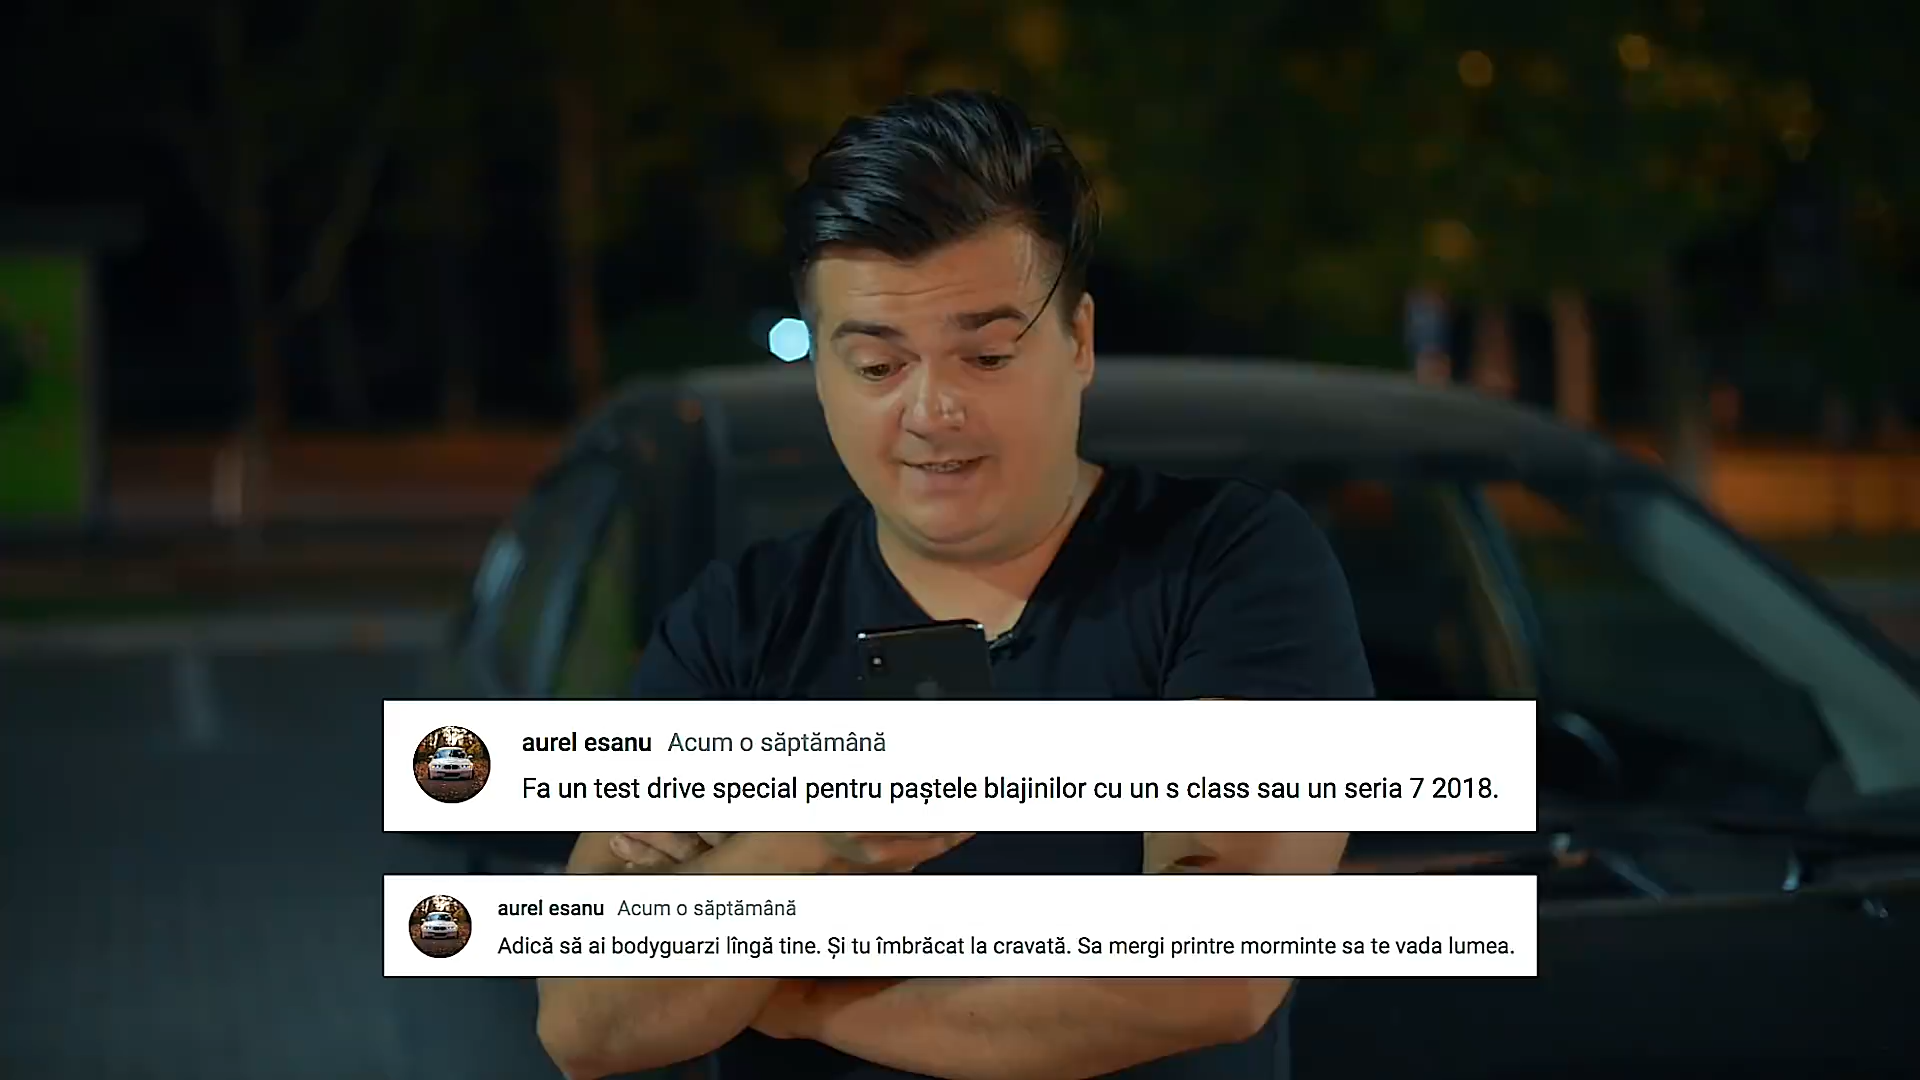 aurel esanu Acum o săptămână
Fa un test drive special pentru paștele blajinilor cu un s class sau un seria 7 2018.
aurel esanu Acum o săptămână
Adică să ai bodyguarzi lîngă tine. Și tu îmbrăcat la cravată. Sa mergi printre morminte sa te vada lumea.